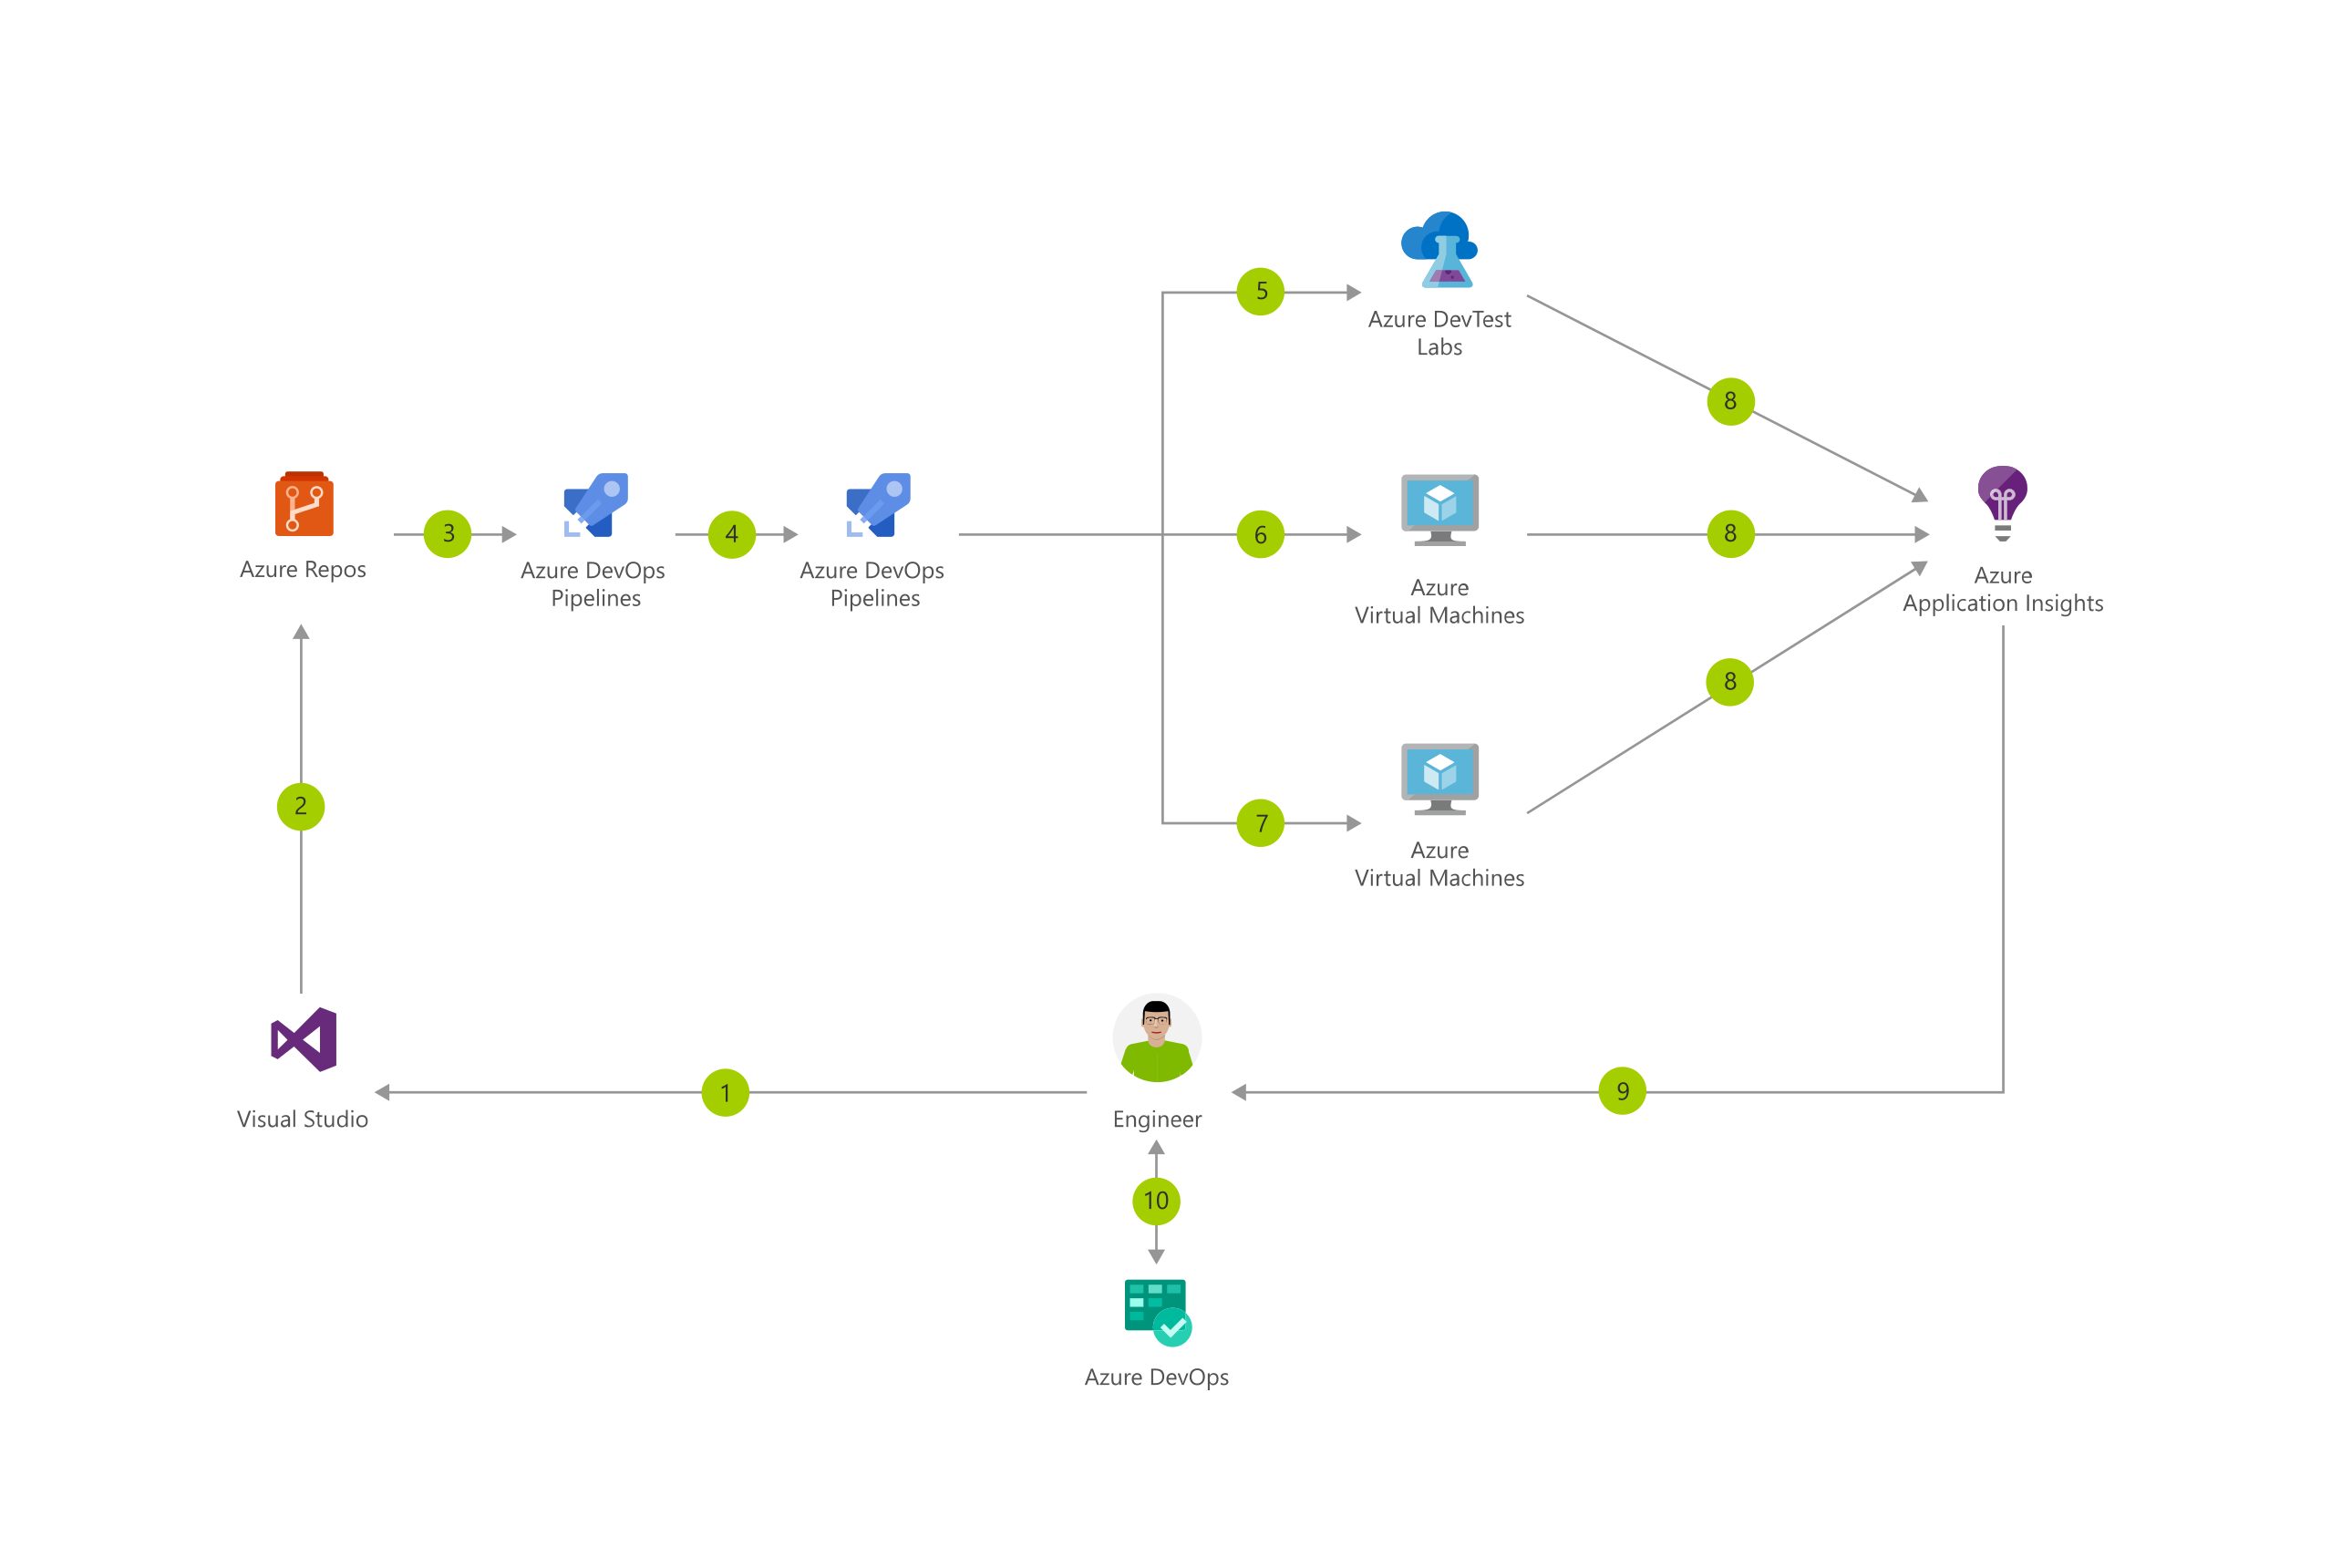 5
Azure DevTest
Labs
8
3
4
6
8
Azure Repos
Azure DevOps
Pipelines
Azure DevOps
Pipelines
Azure
Virtual Machines
Azure
Application Insights
8
2
7
Azure
Virtual Machines
1
9
Visual Studio
Engineer
10
Azure DevOps